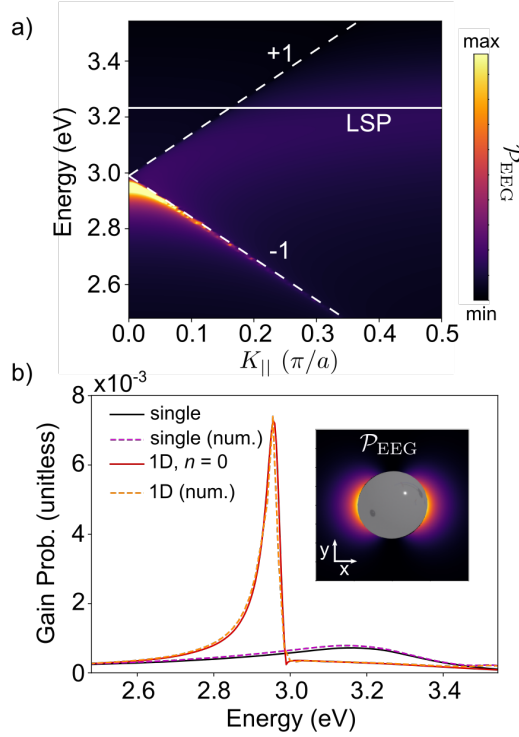 a)
max
+1
3.4
LSP
3.2
Energy (eV)
3.0
𝒫EEG
2.8
-1
2.6
min
0.0 0.1 0.2 0.3 0.4 0.5
K|| (π/a)
b)
x10⁻³
8
single
single (num.)
1D, n = 0
1D (num.)
𝒫EEG
6
4
y
x
Gain Prob. (unitless)
2
0
2.6 2.8 3.0 3.2 3.4
Energy (eV)